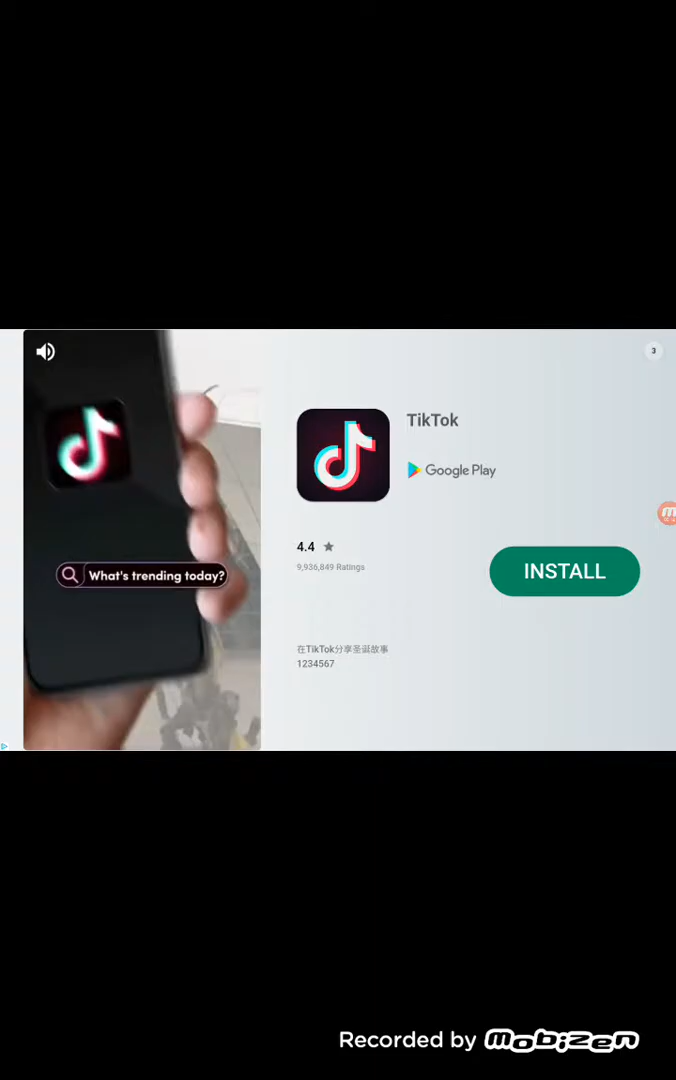 3
TikTok
Google Play
What's trending today?
4.4
9,936,849 Ratings
INSTALL
在TikTok分享圣诞故事
1234567
Recorded by mobizen